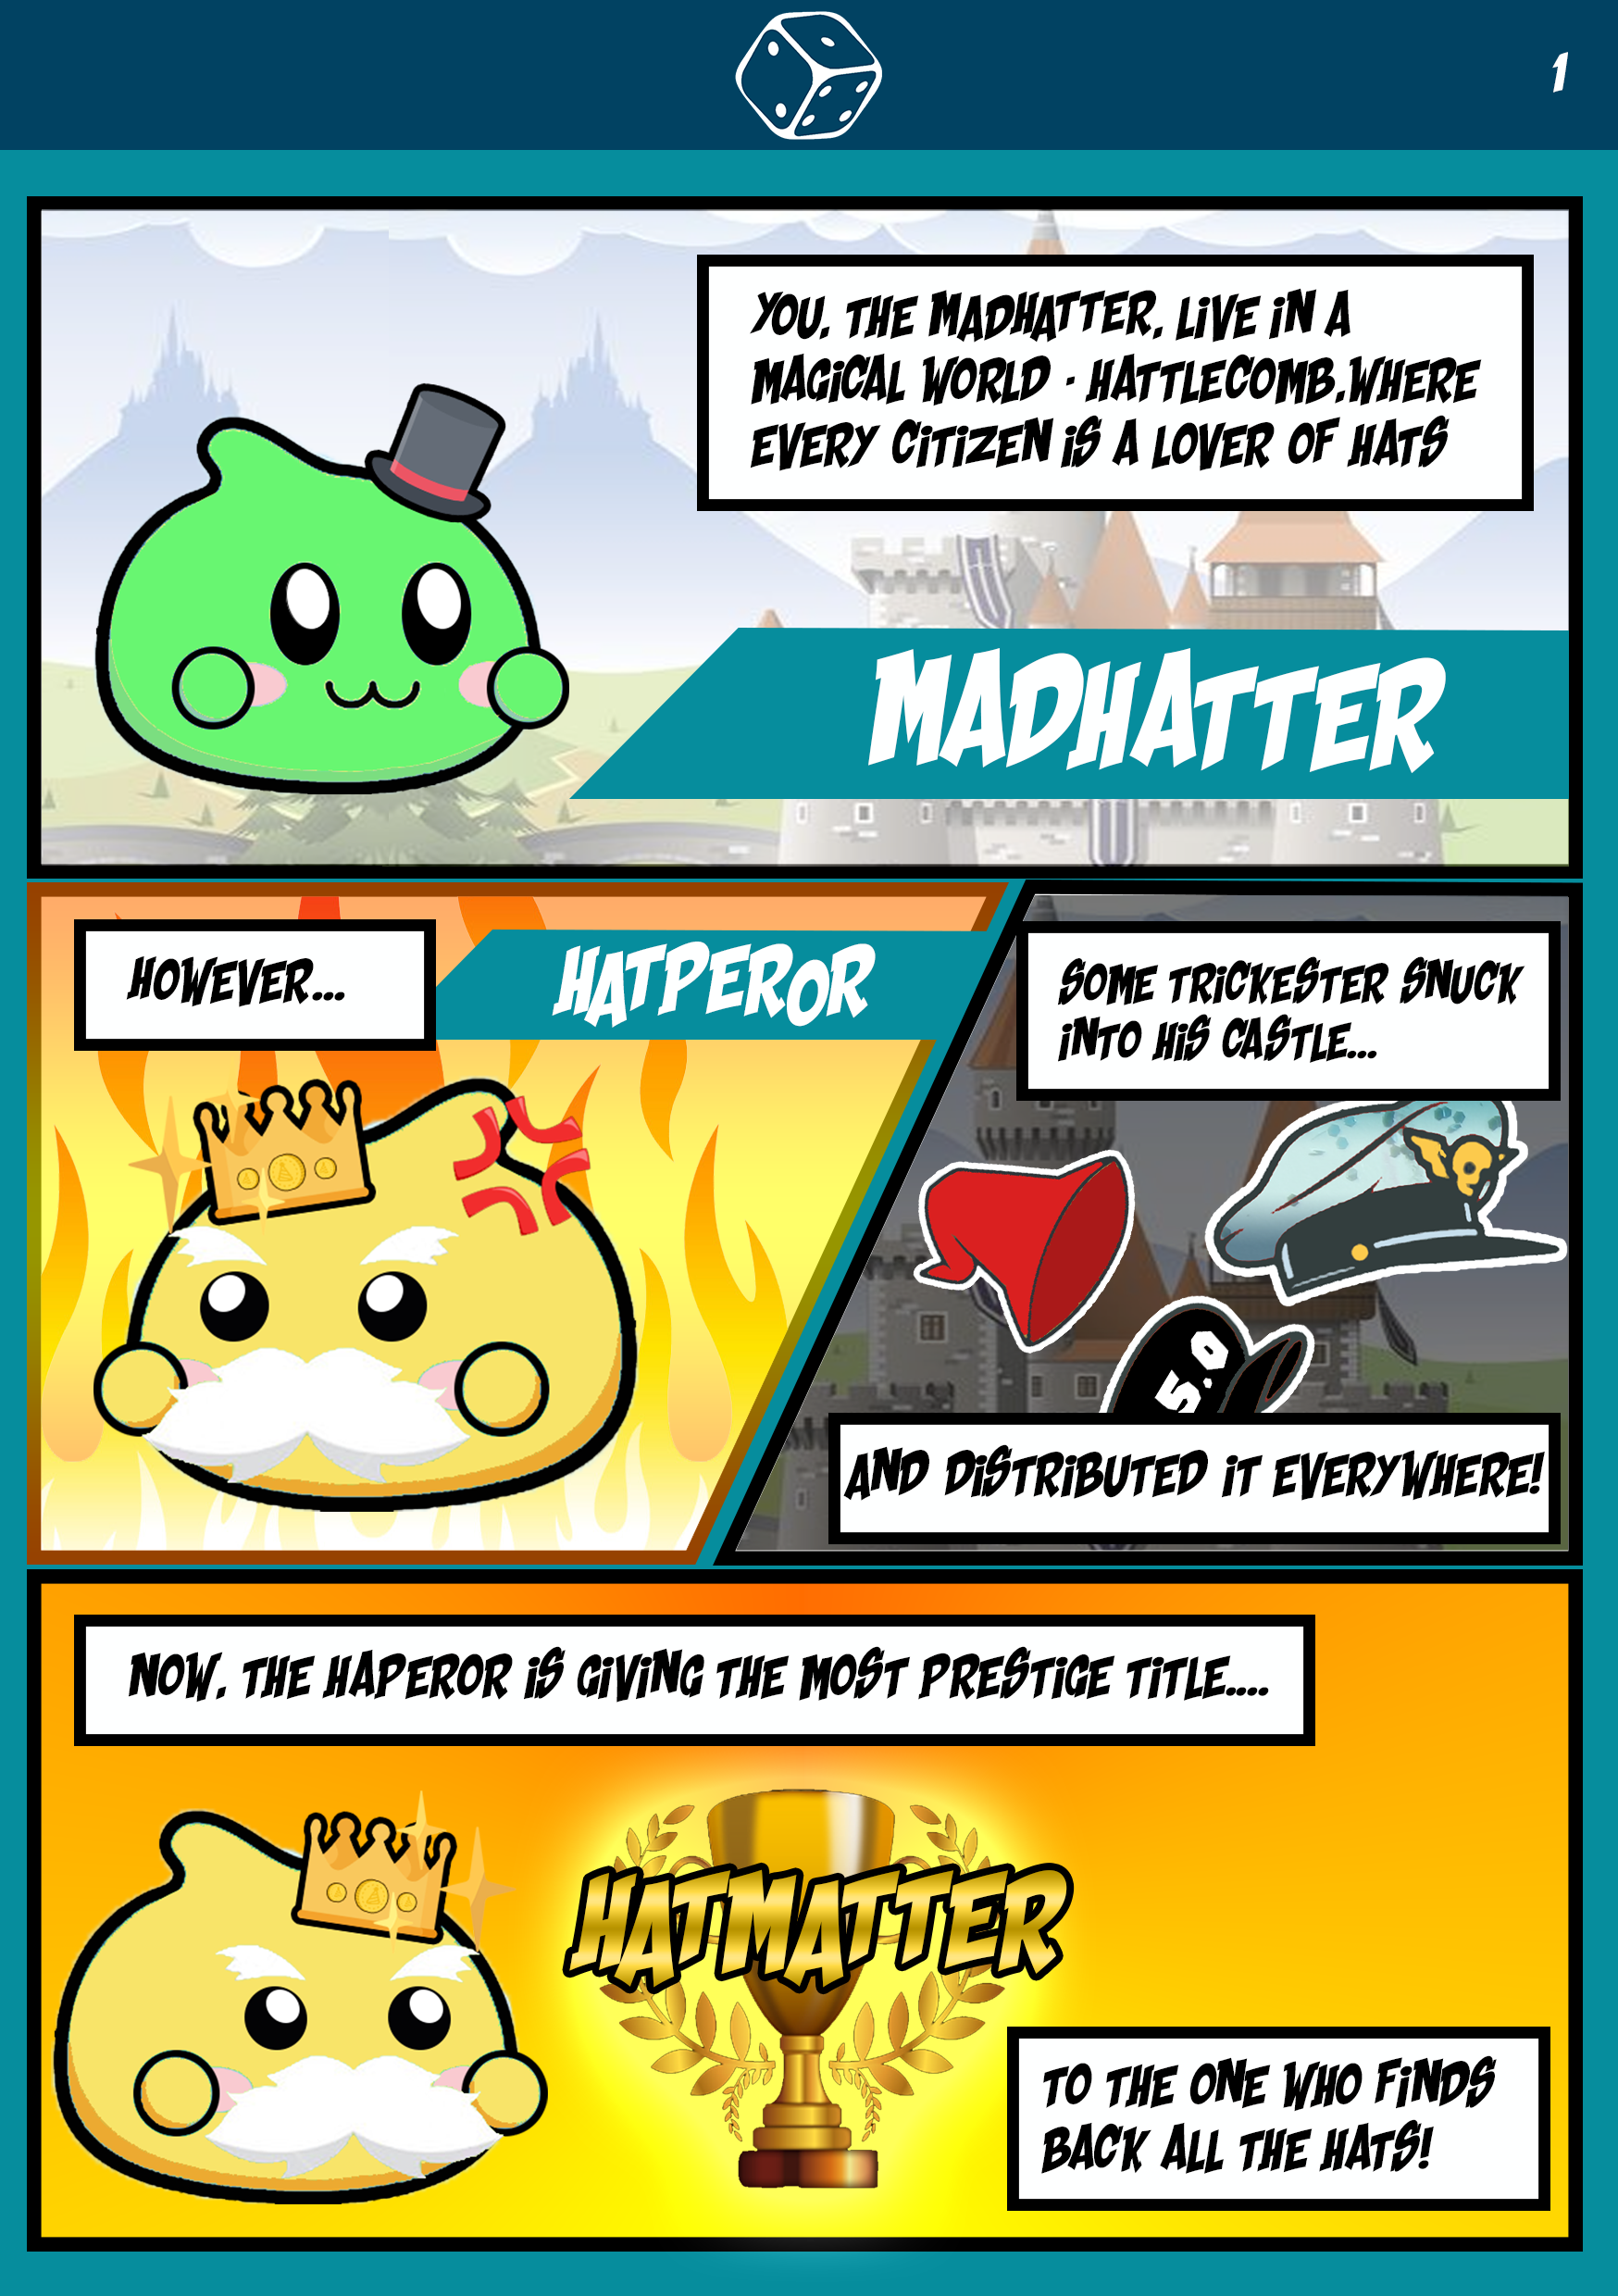 1
YOU, THE MADHATTER, LIVE IN A
MAGICAL WORLD - HATTLECOMB.WHERE
EVERY CITIZEN IS A LOVER OF HATS
MADHATTER
HOWEVER...
HATPEROR
SOME TRICKESTER SNUCK
INTO HIS CASTLE...
5.0
AND DISTRIBUTED IT EVERYWHERE!
NOW, THE HAPEROR IS GIVING THE MOST PRESTIGE TITLE....
HATMATTER
TO THE ONE WHO FINDS
BACK ALL THE HATS!